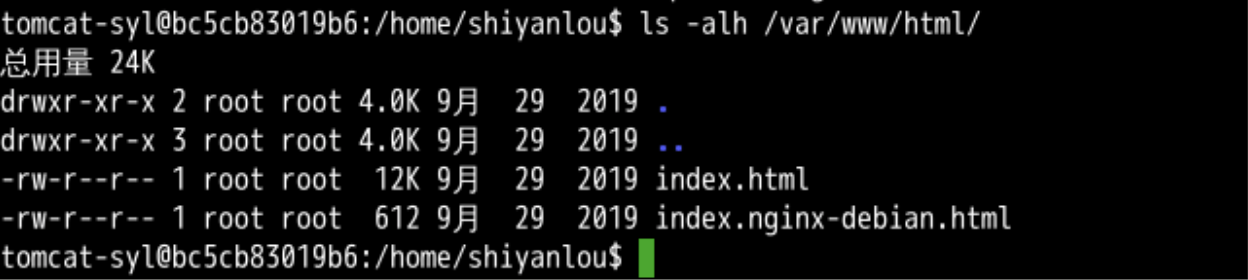 tomcat-syl@bc5cb83019b6:/home/shiyanlou$ ls -alh /var/www/html/
总用量 24K
drwxr-xr-x 2 root root 4.0K 9月  29  2019 .
drwxr-xr-x 3 root root 4.0K 9月  29  2019 ..
-rw-r--r-- 1 root root  12K 9月  29  2019 index.html
-rw-r--r-- 1 root root  612 9月  29  2019 index.nginx-debian.html
tomcat-syl@bc5cb83019b6:/home/shiyanlou$